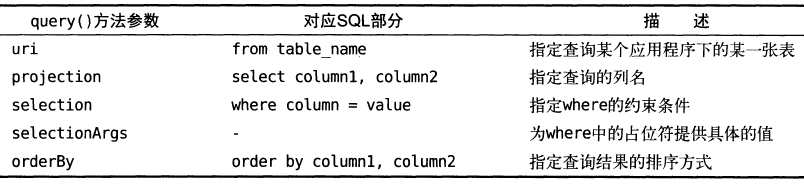 query()方法参数 对应SQL部分 描 述
uri from table_name 指定查询某个应用程序下的某一张表
projection select column1, column2 指定查询的列名
selection where column = value 指定where的约束条件
selectionArgs - 为where中的占位符提供具体的值
orderBy order by column1, column2 指定查询结果的排序方式